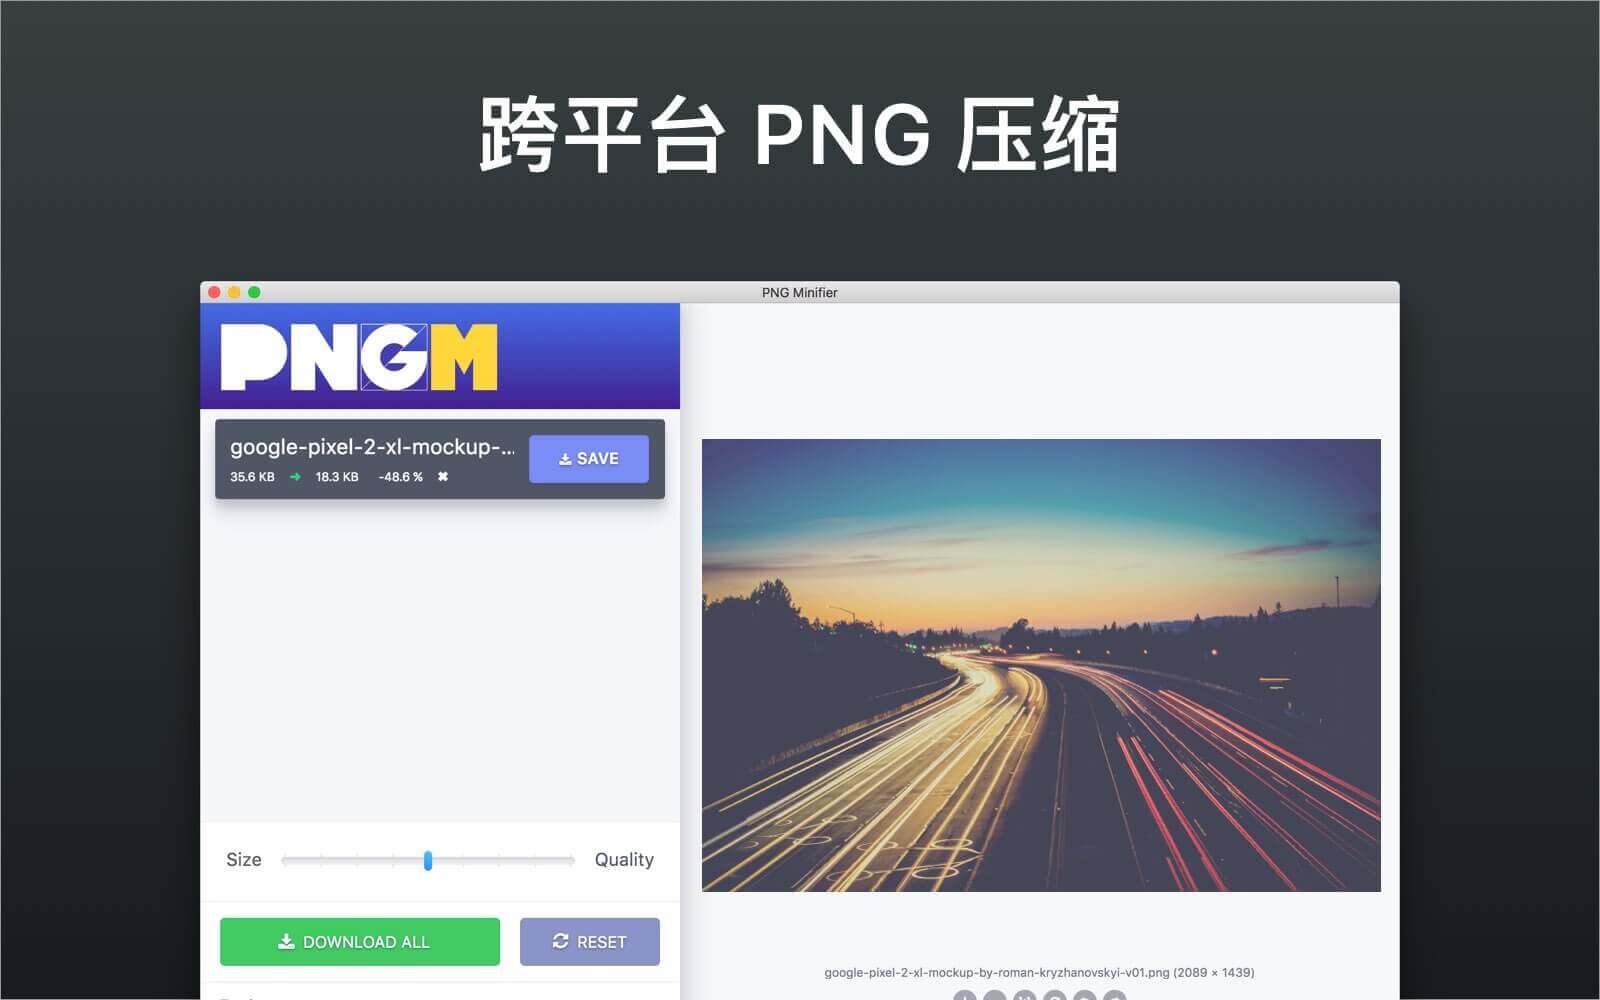 跨平台 PNG 压缩
PNG Minifier
PNGM
google-pixel-2-xl-mockup-...
35.6 KB → 18.3 KB -48.6 % ✖
SAVE
Size
Quality
DOWNLOAD ALL
RESET
google-pixel-2-xl-mockup-by-roman-kryzhanovskyi-v01.png (2089 × 1439)